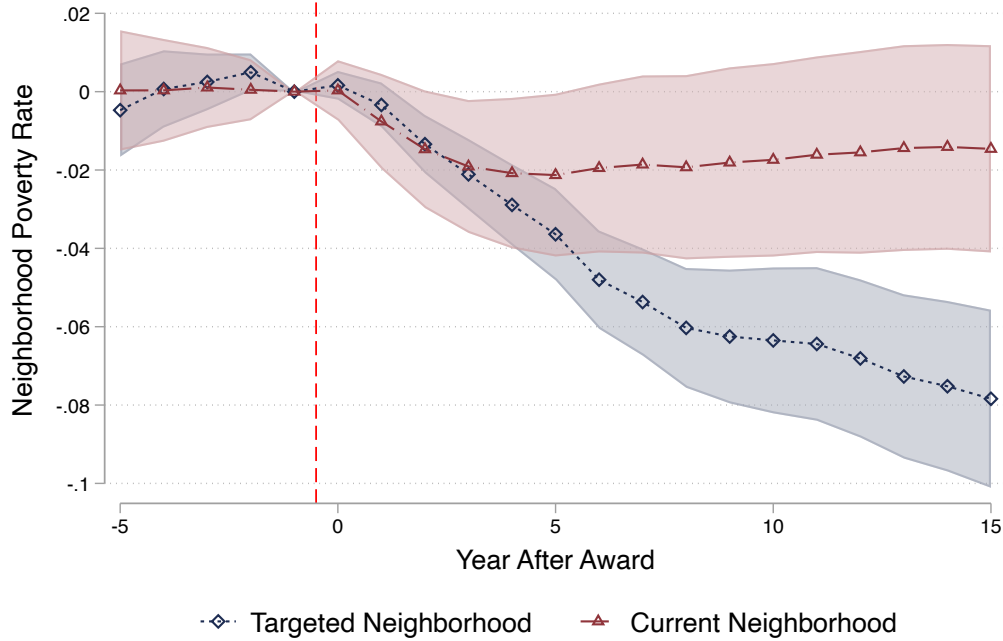 .02
0
-.02
-.04
-.06
-.08
-.1
Neighborhood Poverty Rate
-5 0 5 10 15
Year After Award
Targeted Neighborhood Current Neighborhood